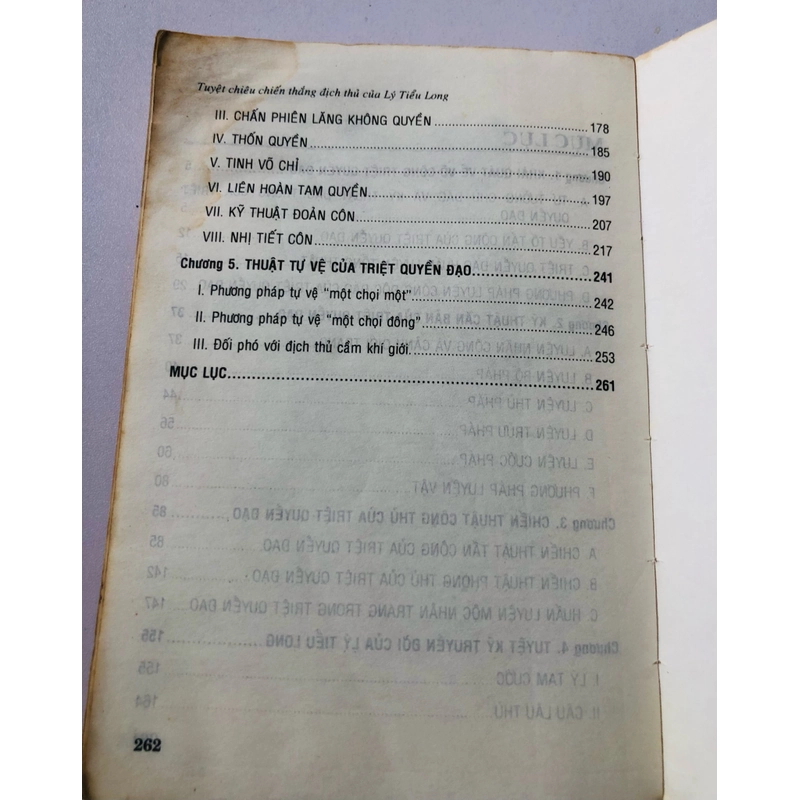 Tuyệt chiêu chiến thắng địch thủ của Lý Tiểu Long
III. CHẤN PHIÊN LĂNG KHÔNG QUYỀN 178
IV. THỐN QUYỀN 185
V. TINH VÕ CHỈ 190
VI. LIÊN HOÀN TAM QUYỀN 197
VII. KỸ THUẬT ĐOẢN CÔN 207
VIII. NHỊ TIẾT CÔN 217
Chương 5. THUẬT TỰ VỆ CỦA TRIỆT QUYỀN ĐẠO 241
I. Phương pháp tự vệ "một chọi một" 242
II. Phương pháp tự vệ "một chọi đông" 246
III. Đối phó với địch thủ cầm khí giới 253
MỤC LỤC 261
262